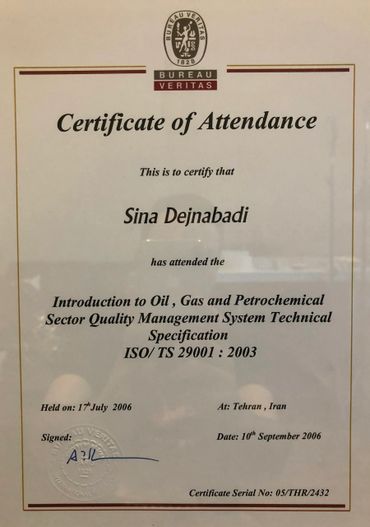 BUREAU VERITAS
1828
BUREAU
VERITAS
Certificate of Attendance
This is to certify that
Sina Dejnabadi
has attended the
Introduction to Oil , Gas and Petrochemical
Sector Quality Management System Technical
Specification
ISO/ TS 29001 : 2003
Held on: 17th July 2006
At: Tehran , Iran
Signed:
Date: 10th September 2006
Certificate Serial No: 05/THR/2432